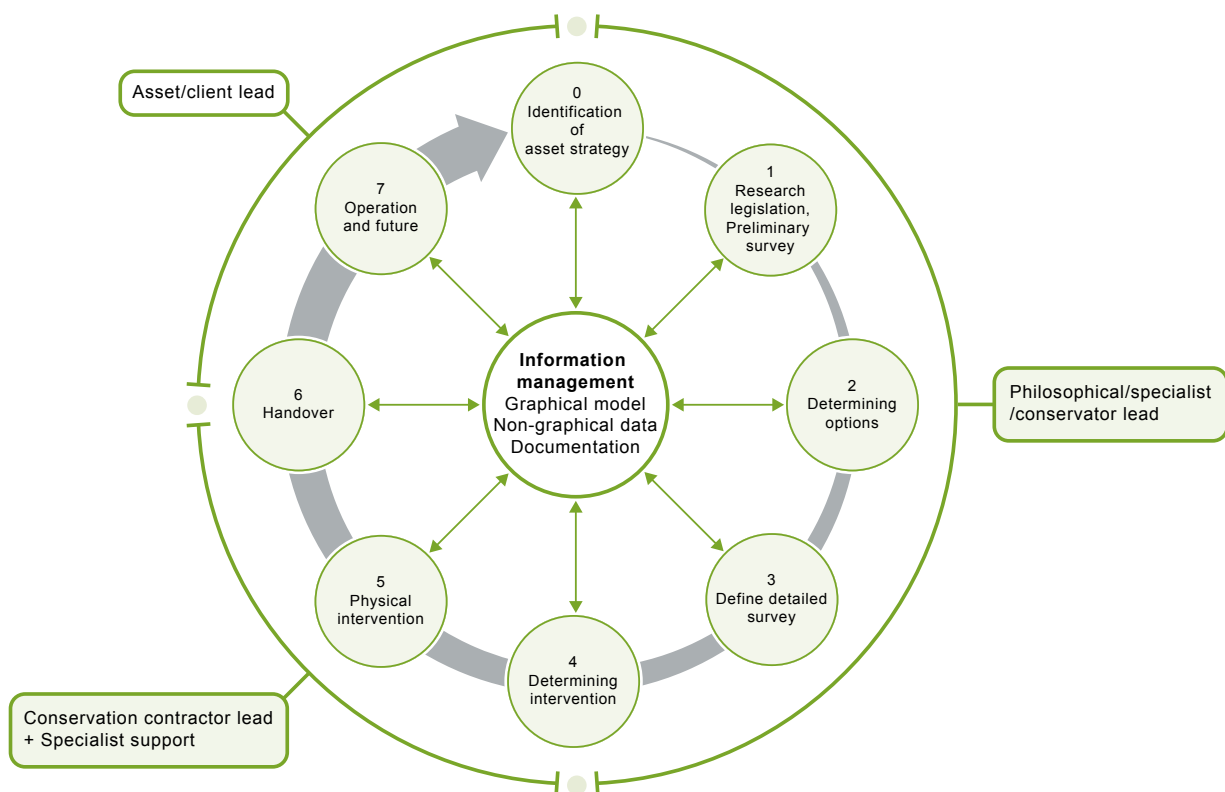 Asset/client lead
0
Identification
of
asset strategy
1
Research
legislation,
Preliminary
survey
2
Determining
options
3
Define detailed
survey
4
Determining
intervention
5
Physical
intervention
6
Handover
7
Operation
and future
Information
management
Graphical model
Non-graphical data
Documentation
Philosophical/specialist
/conservator lead
Conservation contractor lead
+ Specialist support